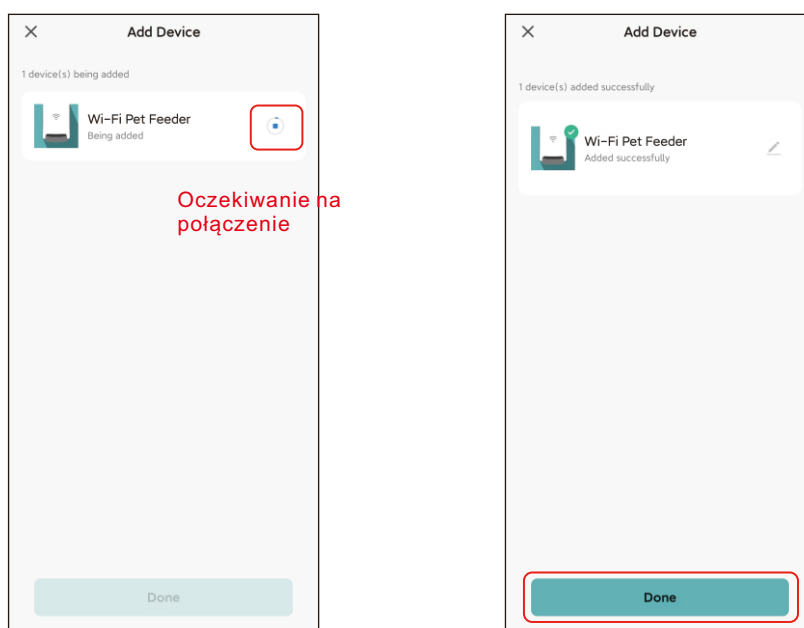 Add Device
1 device(s) being added
Wi-Fi Pet Feeder
Being added
Oczekiwanie na
połączenie
Done
Add Device
1 device(s) added successfully
Wi-Fi Pet Feeder
Added successfully
Done